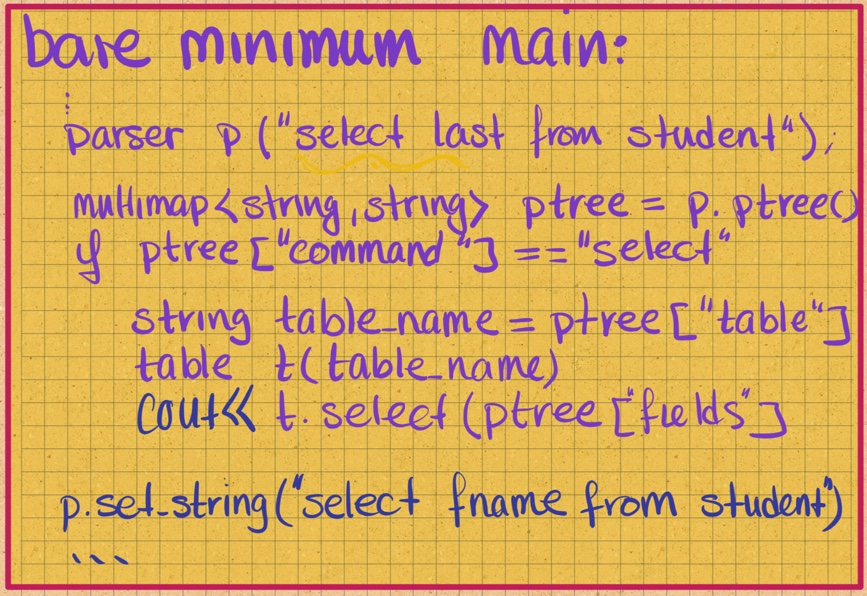 bare minimum main:
⋮
parser p ("select last from student");
multimap<string,string> ptree = p.ptree()
if ptree["command"] == "select"
string table_name = ptree["table"]
table t(table_name)
cout<< t.select(ptree["fields"]
p.set_string("select fname from student")
...